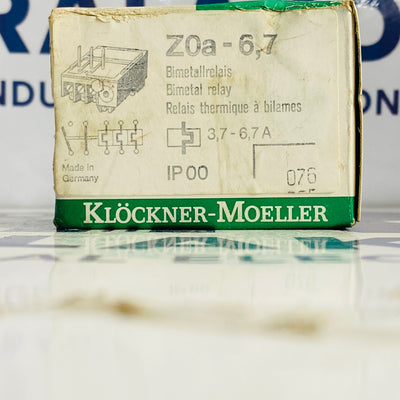 Z0a - 6,7
Bimetallrelais
Bimetal relay
Relais thermique à bilames
3,7 - 6,7 A
Made in
Germany
IP 00
076
KLÖCKNER-MOELLER